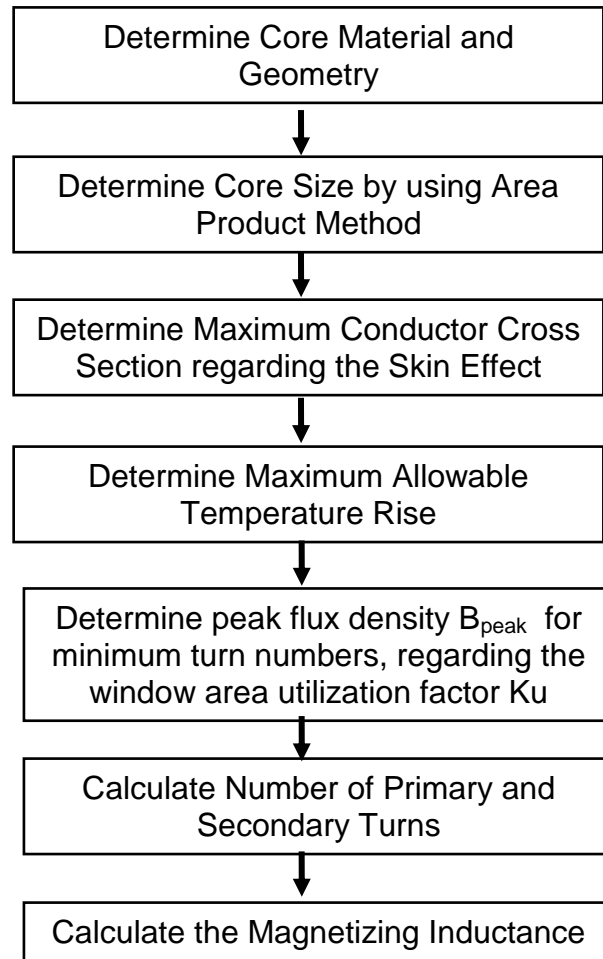 Determine Core Material and
Geometry
Determine Core Size by using Area
Product Method
Determine Maximum Conductor Cross
Section regarding the Skin Effect
Determine Maximum Allowable
Temperature Rise
Determine peak flux density Bpeak for
minimum turn numbers, regarding the
window area utilization factor Ku
Calculate Number of Primary and
Secondary Turns
Calculate the Magnetizing Inductance